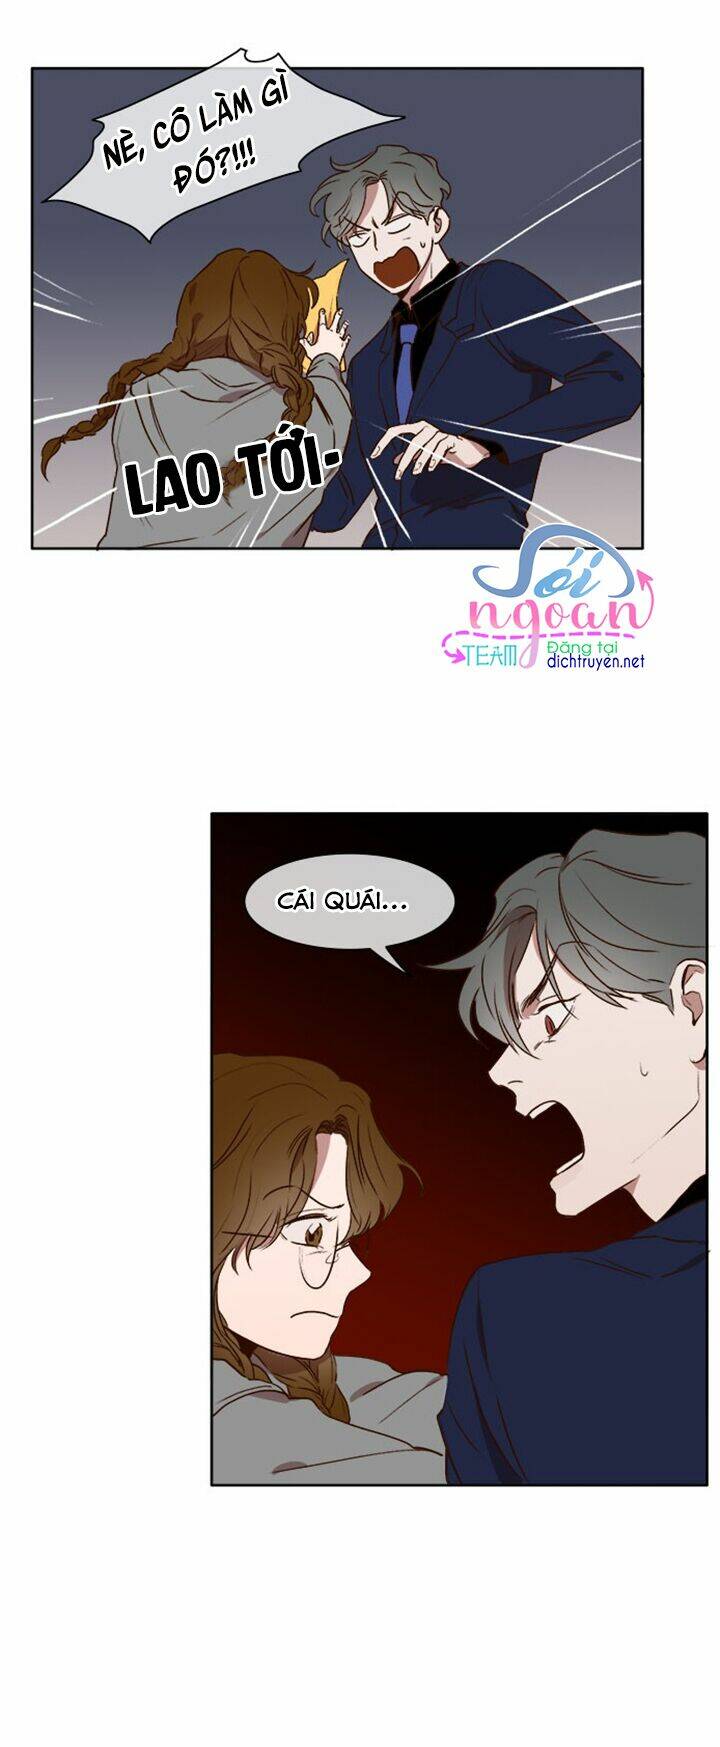 NÈ, CÔ LÀM GÌ
ĐÓ?!!!
LAO TỚI-
Sói
ngoan
TEAM
Đăng tại
dichtruyen.net
CÁI QUÁI...